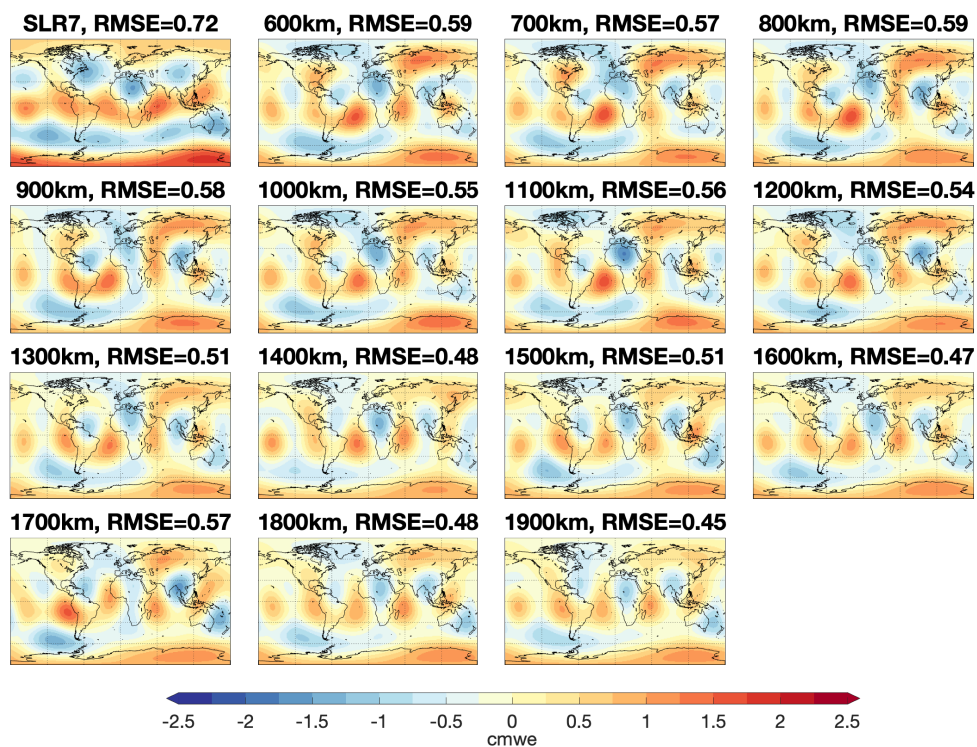 SLR7, RMSE=0.72 600km, RMSE=0.59 700km, RMSE=0.57 800km, RMSE=0.59
900km, RMSE=0.58 1000km, RMSE=0.55 1100km, RMSE=0.56 1200km, RMSE=0.54
1300km, RMSE=0.51 1400km, RMSE=0.48 1500km, RMSE=0.51 1600km, RMSE=0.47
1700km, RMSE=0.57 1800km, RMSE=0.48 1900km, RMSE=0.45
-2.5 -2 -1.5 -1 -0.5 0 0.5 1 1.5 2 2.5
cmwe